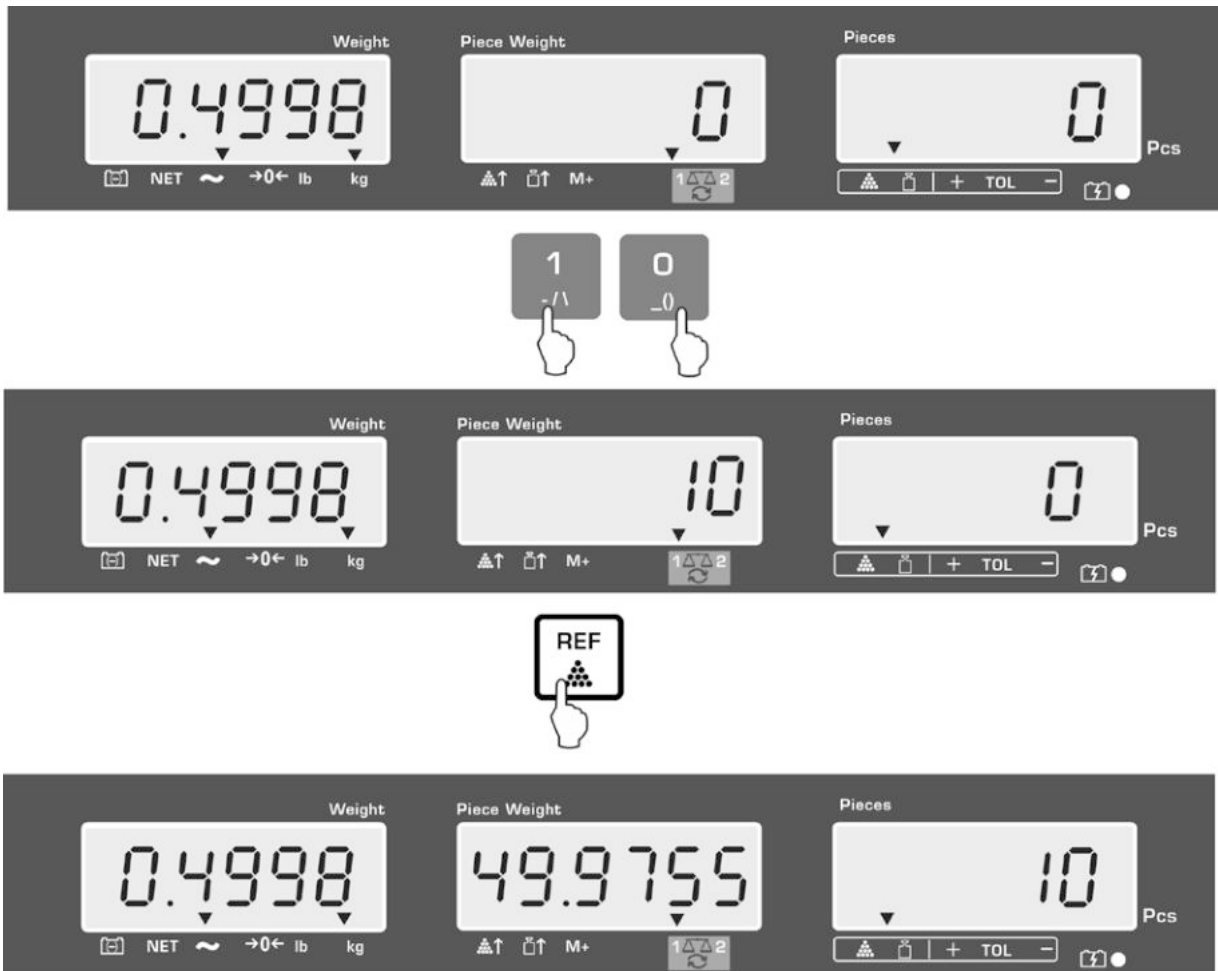 Weight Piece Weight Pieces
0.4998 0 0 Pcs
NET ~ →0← lb kg M+ 1 2 + TOL −
1 0
- / \ _()
Weight Piece Weight Pieces
0.4998 10 0 Pcs
NET ~ →0← lb kg M+ 1 2 + TOL −
REF
Weight Piece Weight Pieces
0.4998 49.9755 10 Pcs
NET ~ →0← lb kg M+ 1 2 + TOL −